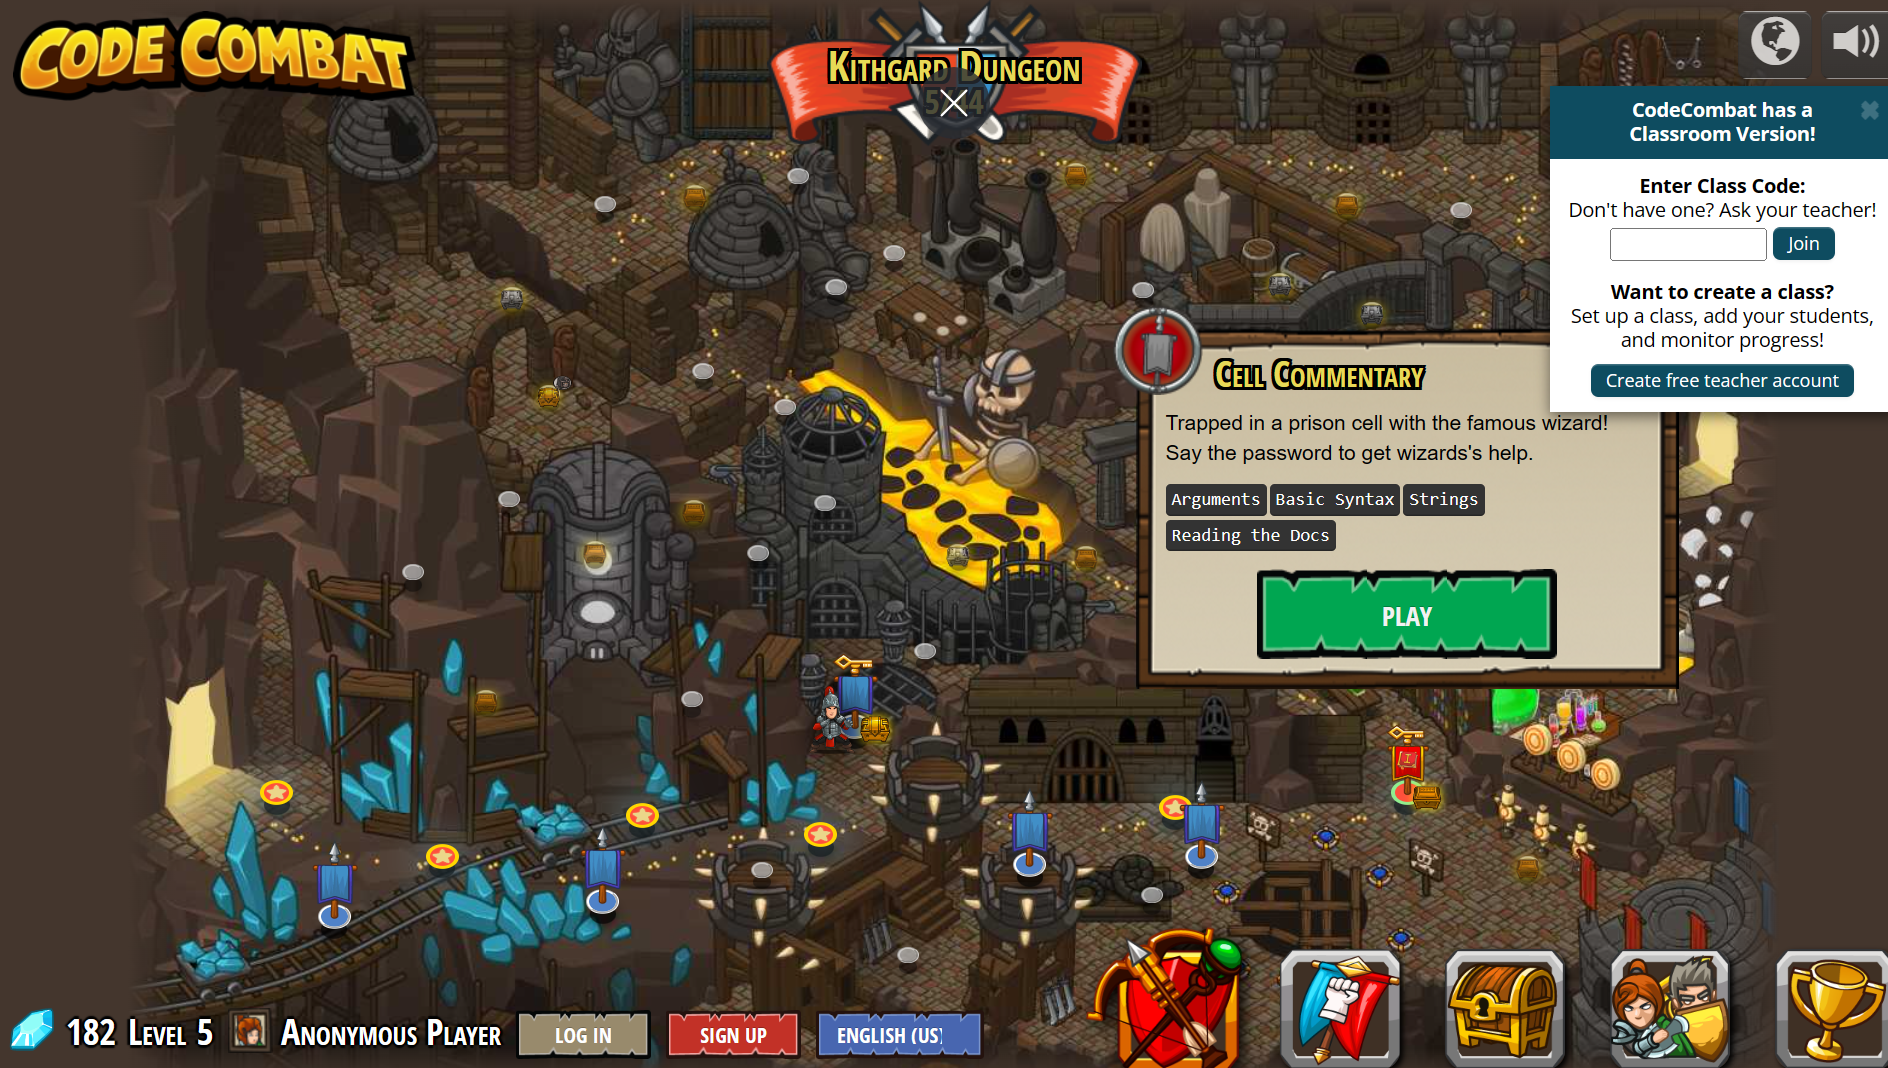 CODE COMBAT
KITHGARD DUNGEON
CodeCombat has a
Classroom Version!
Enter Class Code:
Don't have one? Ask your teacher!
Join
Want to create a class?
Set up a class, add your students,
and monitor progress!
Create free teacher account
CELL COMMENTARY
Trapped in a prison cell with the famous wizard!
Say the password to get wizards's help.
Arguments Basic Syntax Strings
Reading the Docs
PLAY
182 LEVEL 5 ANONYMOUS PLAYER LOG IN SIGN UP ENGLISH (US)